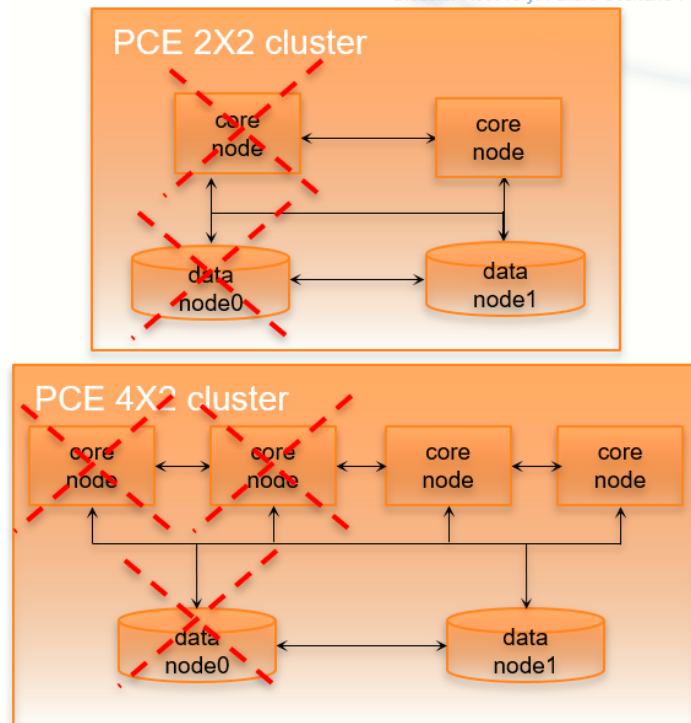 PCE 2X2 cluster
core
node
core
node
data
node0
data
node1
PCE 4X2 cluster
core
node
core
node
core
node
core
node
data
node0
data
node1